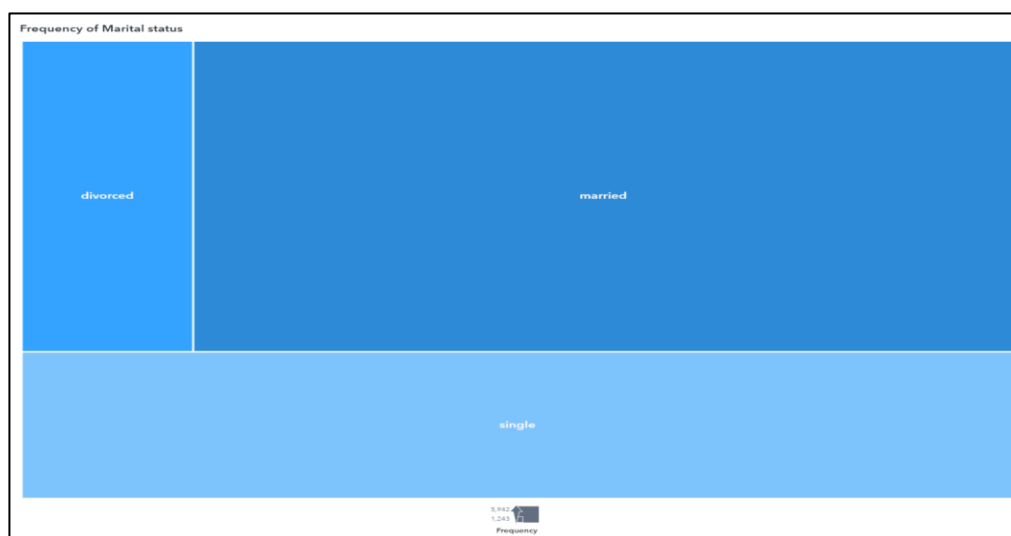 Frequency of Marital status
divorced
married
single
5,942
1,243
Frequency